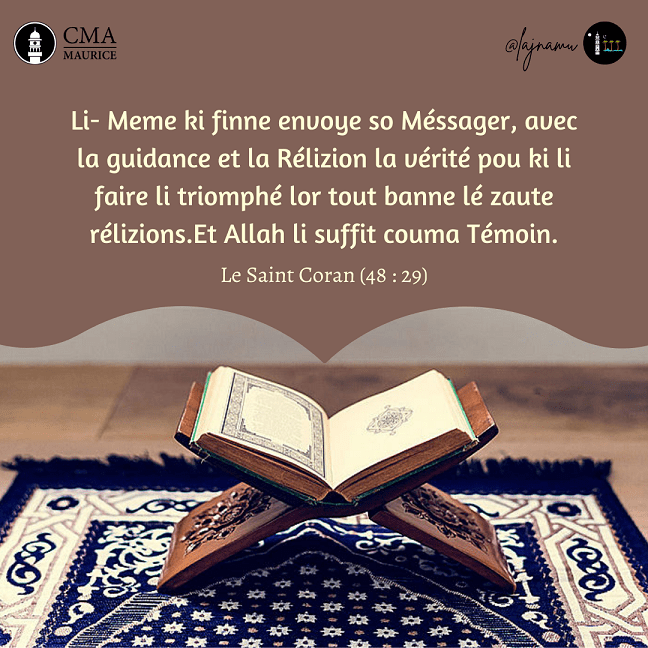 CMA
MAURICE
@lajnamu
Li- Meme ki finne envoye so Méssager, avec
la guidance et la Rélizion la vérité pou ki li
faire li triomphé lor tout banne lé zaute
rélizions.Et Allah li suffit couma Témoin.
Le Saint Coran (48 : 29)